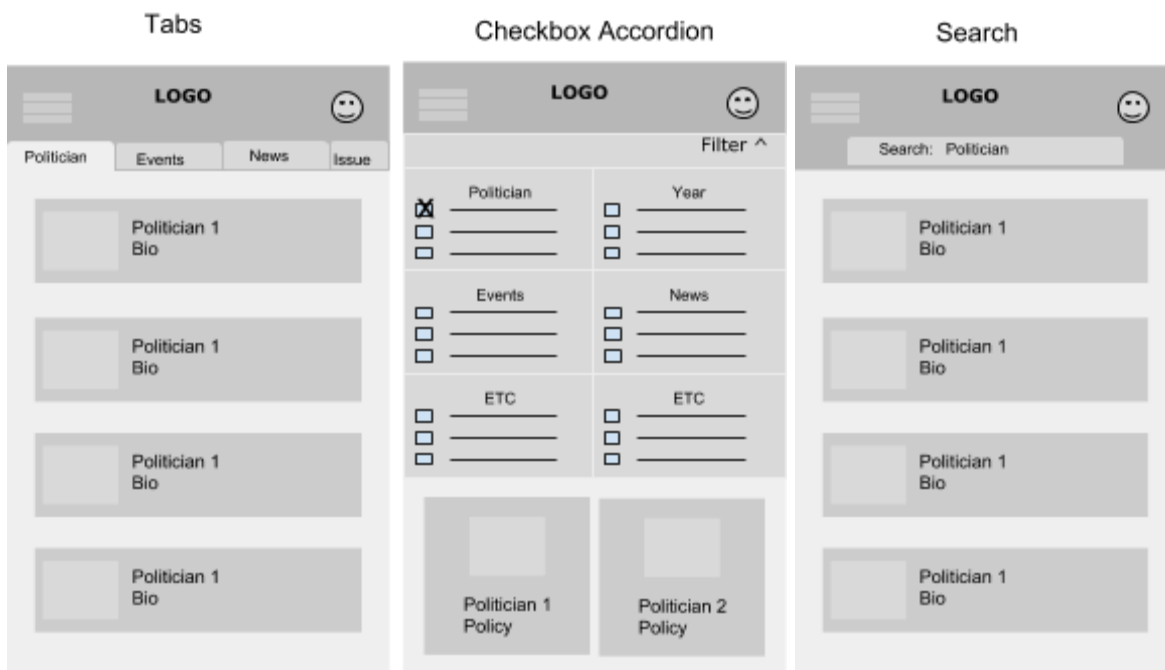 Tabs
LOGO
Politician Events News Issue
Politician 1
Bio
Politician 1
Bio
Politician 1
Bio
Politician 1
Bio
Checkbox Accordion
LOGO
Filter ^
Politician Year
X
Events News
ETC ETC
Politician 1 Politician 2
Policy Policy
Search
LOGO
Search: Politician
Politician 1
Bio
Politician 1
Bio
Politician 1
Bio
Politician 1
Bio